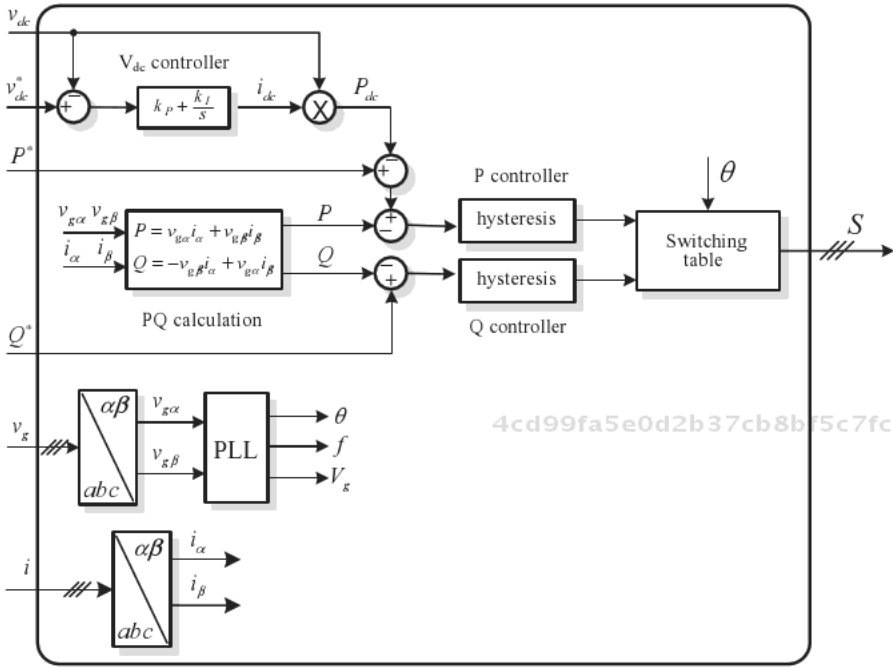 v_dc
V_dc controller
v*_dc + − k_P + k_I/s i_dc X P_dc
P* + −
P controller
θ
v_gα v_gβ P = v_gα i_α + v_gβ i_β P + − hysteresis
i_α i_β Q = −v_gβ i_α + v_gα i_β Q − + hysteresis
Switching table S
PQ calculation
Q controller
Q*
αβ v_gα θ
v_g PLL f
abc v_gβ V_g
4cd99fa5e0d2b37cb8bf5c7fc
αβ i_α
i
abc i_β